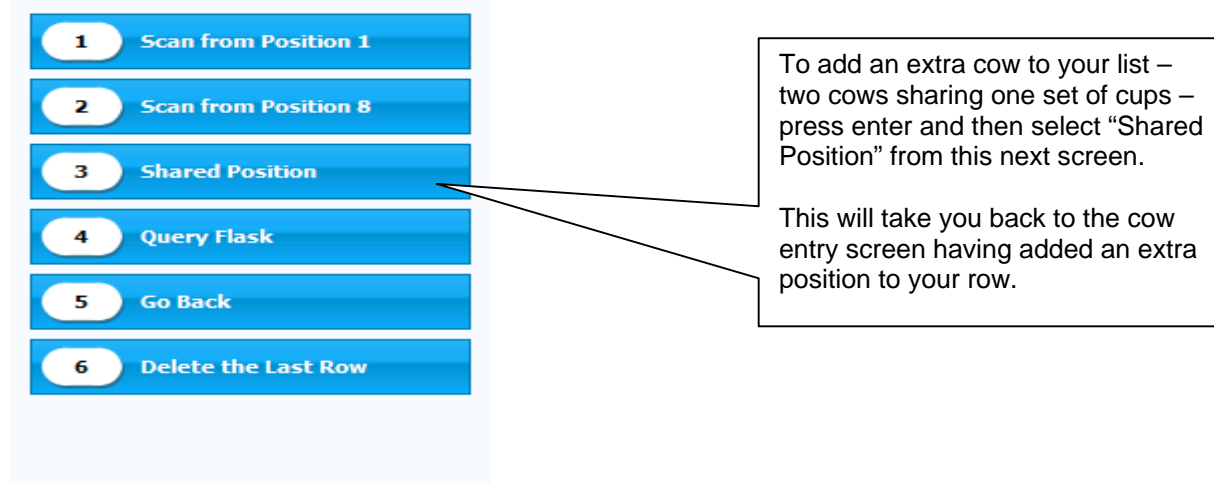 1 Scan from Position 1
2 Scan from Position 8
3 Shared Position
4 Query Flask
5 Go Back
6 Delete the Last Row
To add an extra cow to your list –
two cows sharing one set of cups –
press enter and then select “Shared
Position” from this next screen.
This will take you back to the cow
entry screen having added an extra
position to your row.